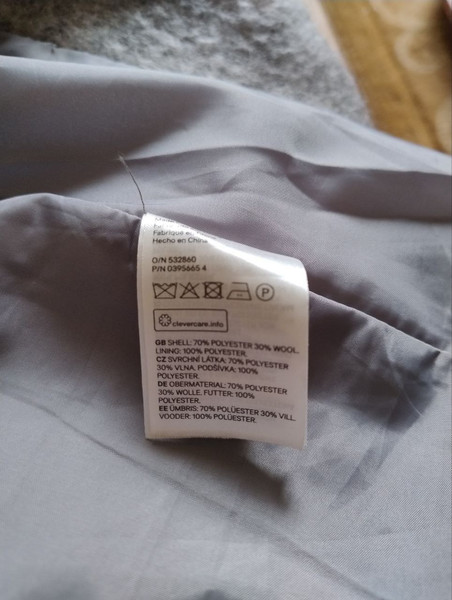 Fabriqué en
Hecho en China
O/N 532860
P/N 0395665 4
P
clevercare.info
GB SHELL: 70% POLYESTER 30% WOOL.
LINING: 100% POLYESTER.
CZ SVRCHNÍ LÁTKA: 70% POLYESTER
30% VLNA. PODŠÍVKA: 100%
POLYESTER.
DE OBERMATERIAL: 70% POLYESTER
30% WOLLE. FUTTER: 100%
POLYESTER.
EE ÜMBRIS: 70% POLÜESTER 30% VILL.
VOODER: 100% POLÜESTER.